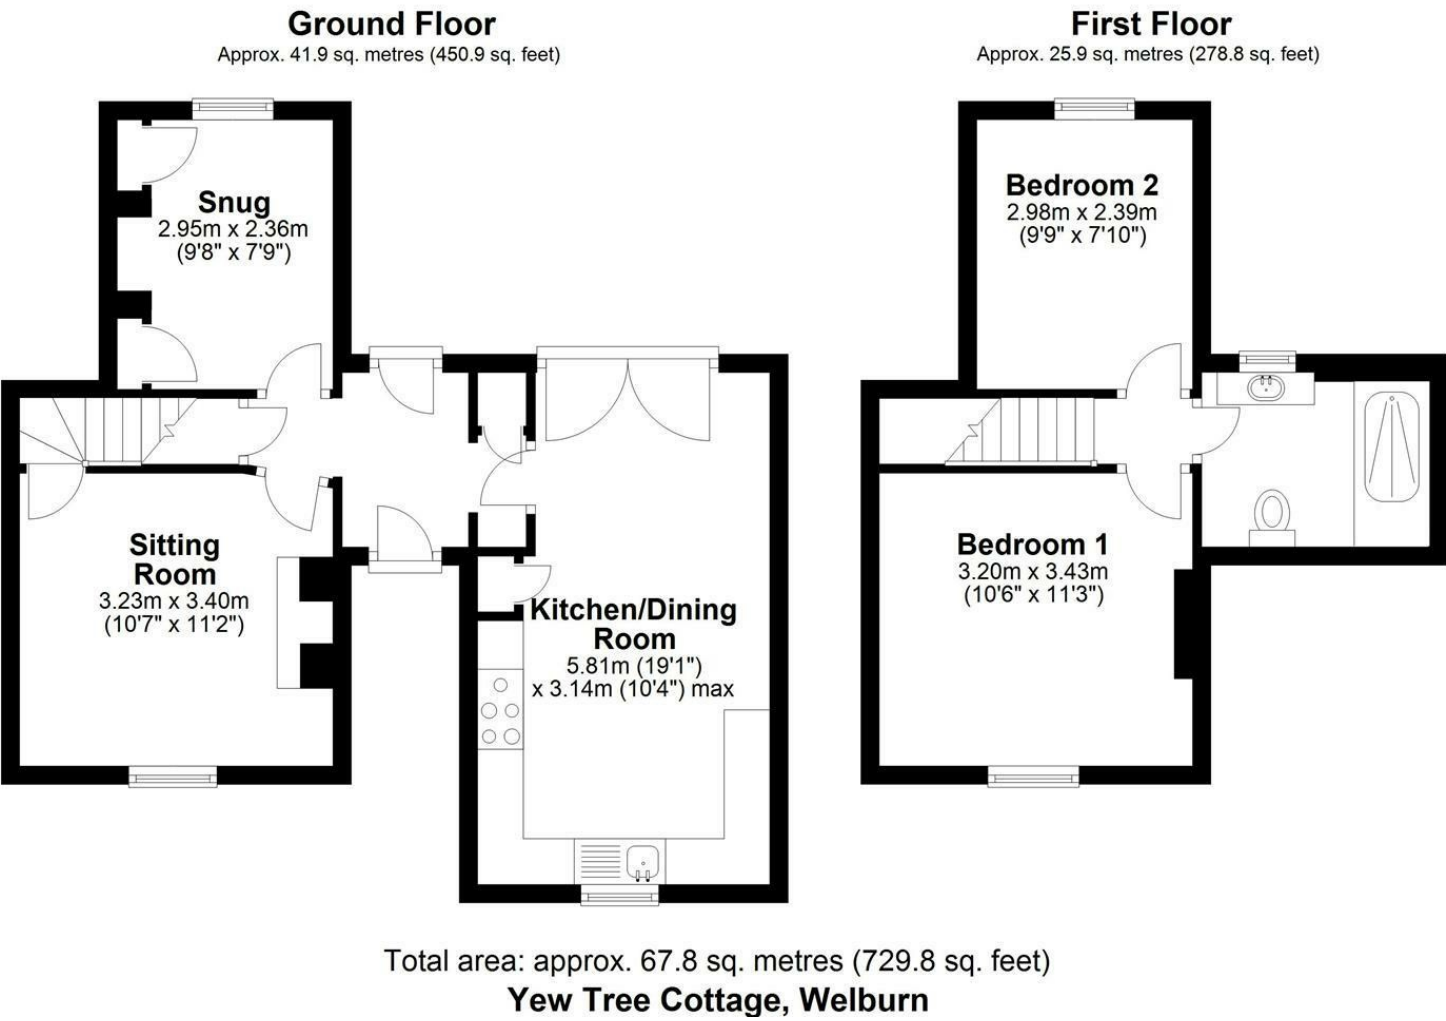 Ground Floor
Approx. 41.9 sq. metres (450.9 sq. feet)
First Floor
Approx. 25.9 sq. metres (278.8 sq. feet)
Snug
2.95m x 2.36m
(9'8" x 7'9")
Sitting
Room
3.23m x 3.40m
(10'7" x 11'2")
Kitchen/Dining
Room
5.81m (19'1")
x 3.14m (10'4") max
Bedroom 2
2.98m x 2.39m
(9'9" x 7'10")
Bedroom 1
3.20m x 3.43m
(10'6" x 11'3")
Total area: approx. 67.8 sq. metres (729.8 sq. feet)
Yew Tree Cottage, Welburn